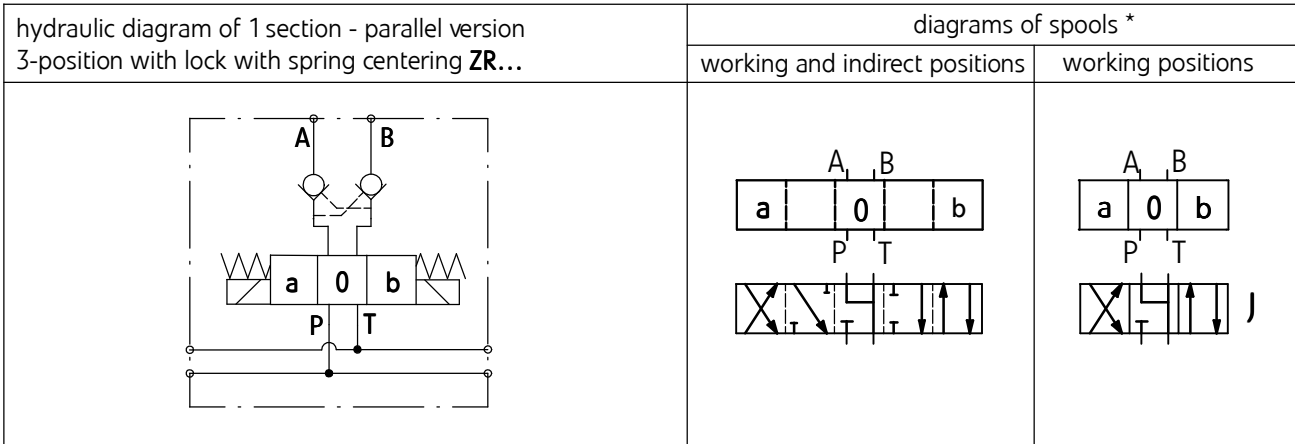 hydraulic diagram of 1 section - parallel version
3-position with lock with spring centering ZR...
diagrams of spools *
working and indirect positions
working positions
A B
a 0 b
P T
A B
a 0 b
P T
A B
a 0 b
P T
J